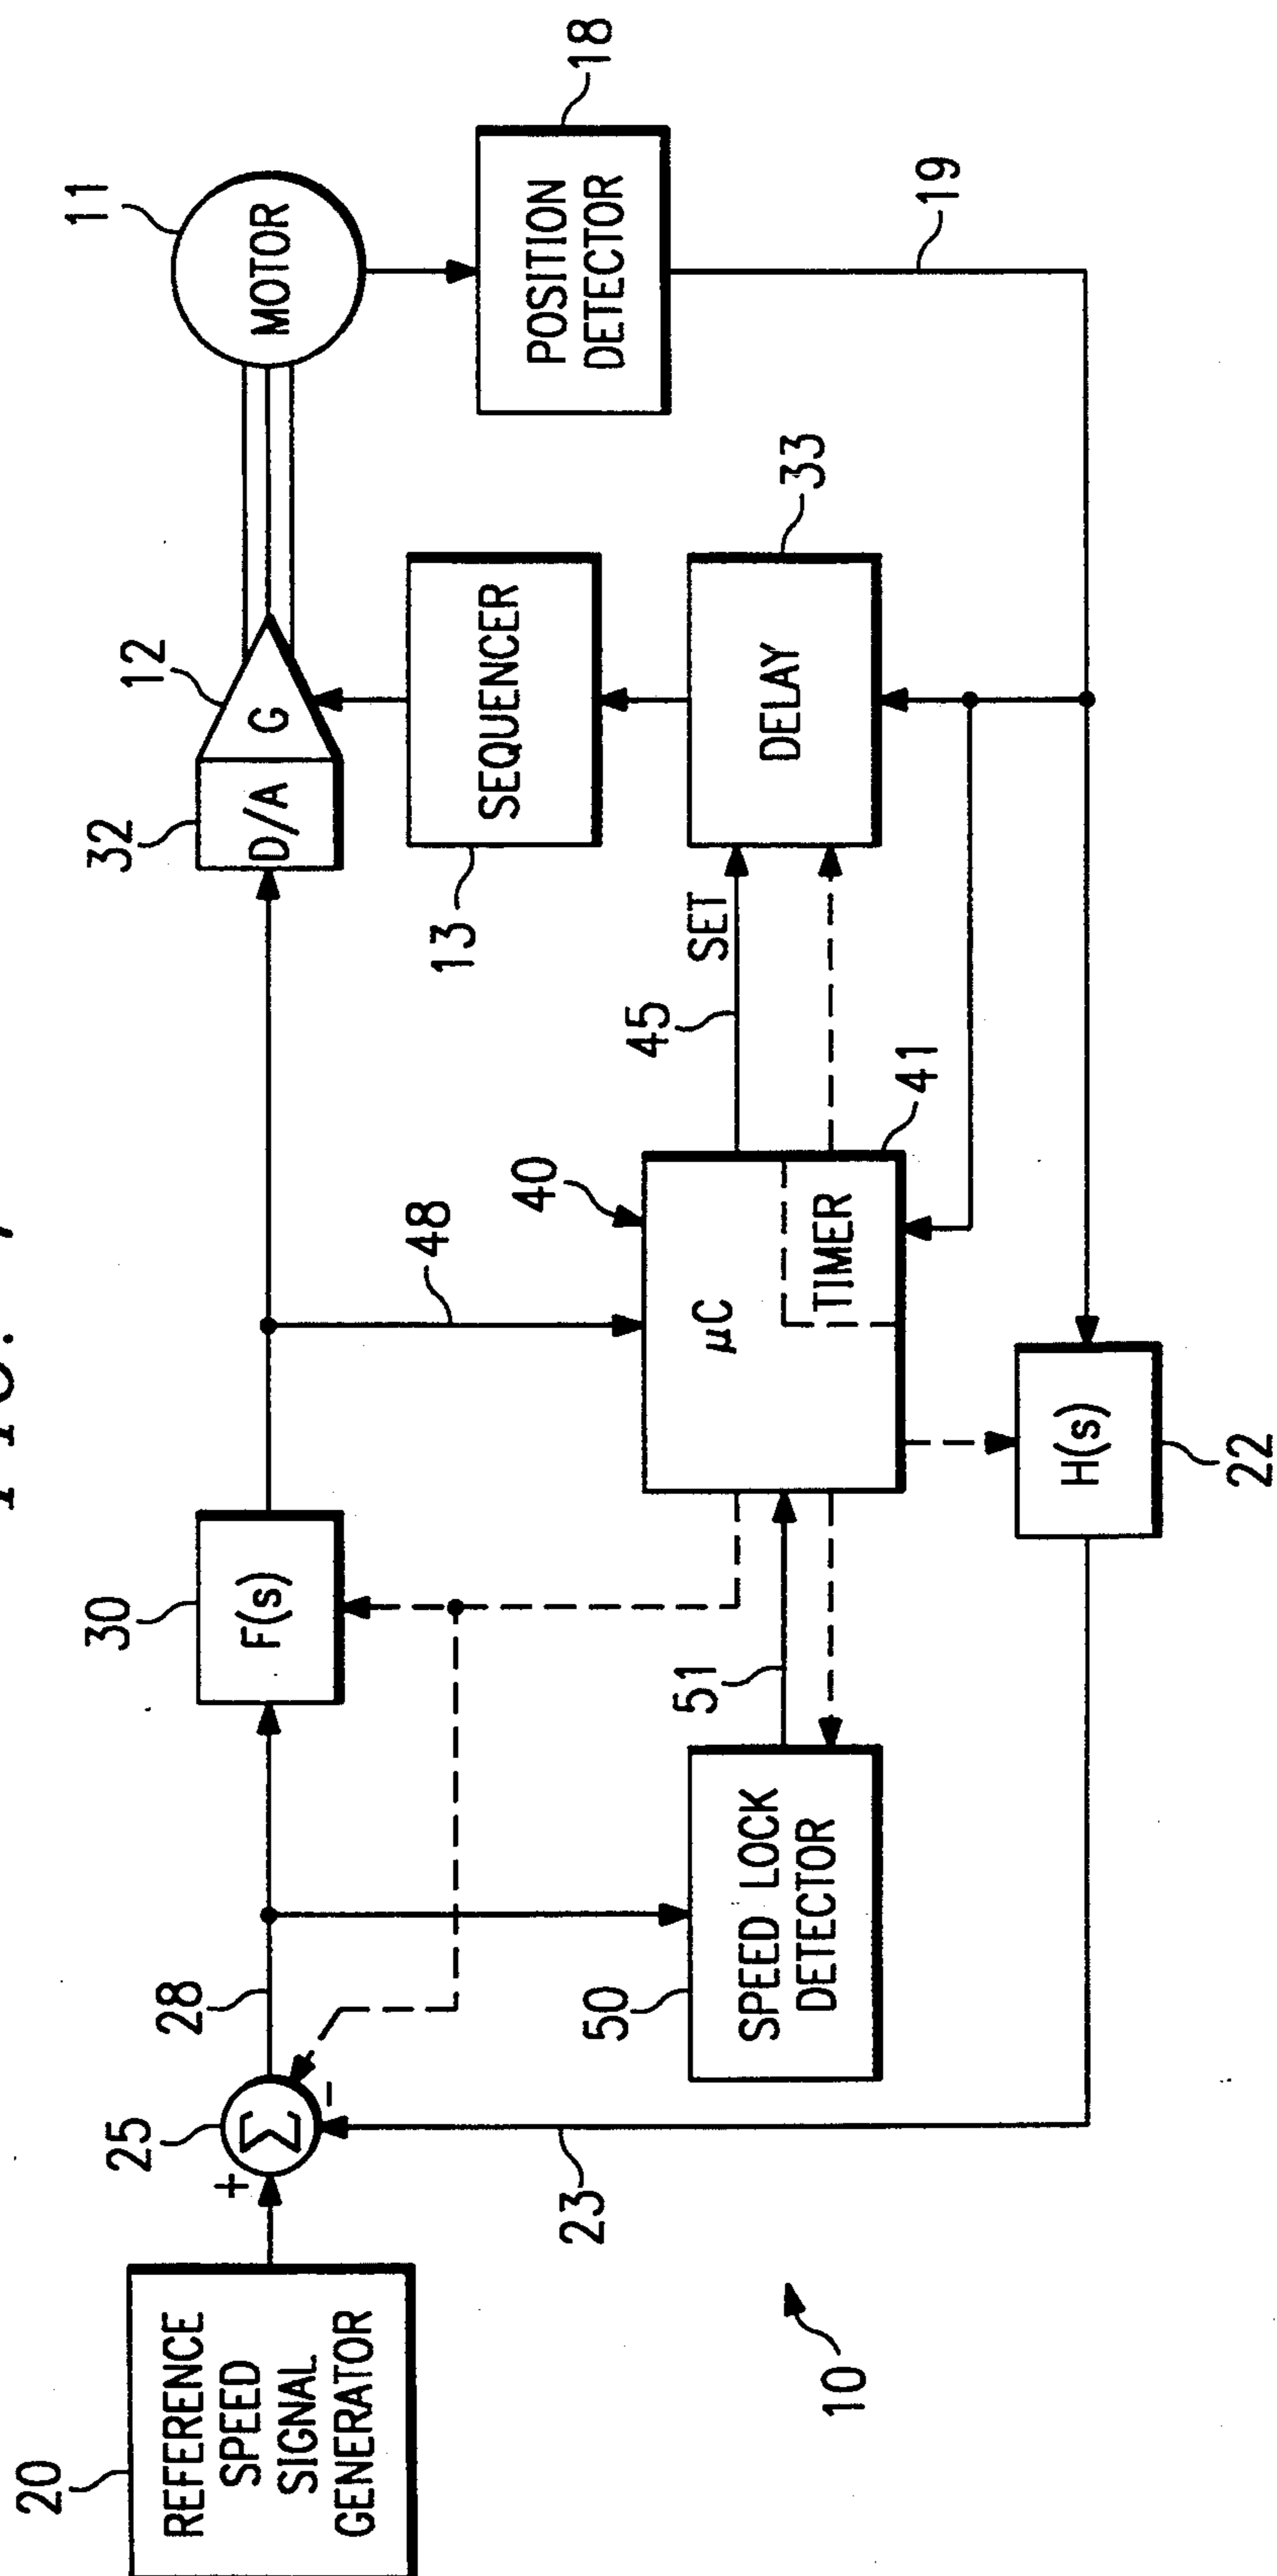 20
REFERENCE
SPEED
SIGNAL
GENERATOR
+
25
Σ
-
28
23
10
30
F(s)
50
SPEED LOCK
DETECTOR
51
48
40
μC
TIMER
41
H(s)
22
45
SET
32
D/A
12
G
13
SEQUENCER
DELAY
33
11
MOTOR
POSITION
DETECTOR
18
19